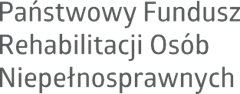 Państwowy Fundusz
Rehabilitacji Osób
Niepełnosprawnych